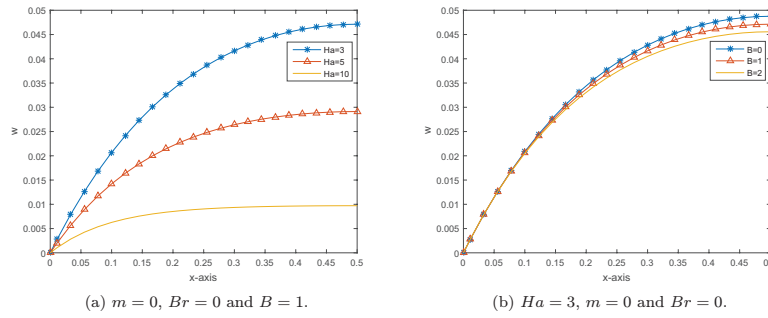 0.05
0.045
0.04
0.035
0.03
0.025
0.02
0.015
0.01
0.005
0
w
0 0.05 0.1 0.15 0.2 0.25 0.3 0.35 0.4 0.45 0.5
x-axis
Ha=3
Ha=5
Ha=10
(a) m = 0, Br = 0 and B = 1.
0.05
0.045
0.04
0.035
0.03
0.025
0.02
0.015
0.01
0.005
0
w
0 0.05 0.1 0.15 0.2 0.25 0.3 0.35 0.4 0.45 0.5
x-axis
B=0
B=1
B=2
(b) Ha = 3, m = 0 and Br = 0.